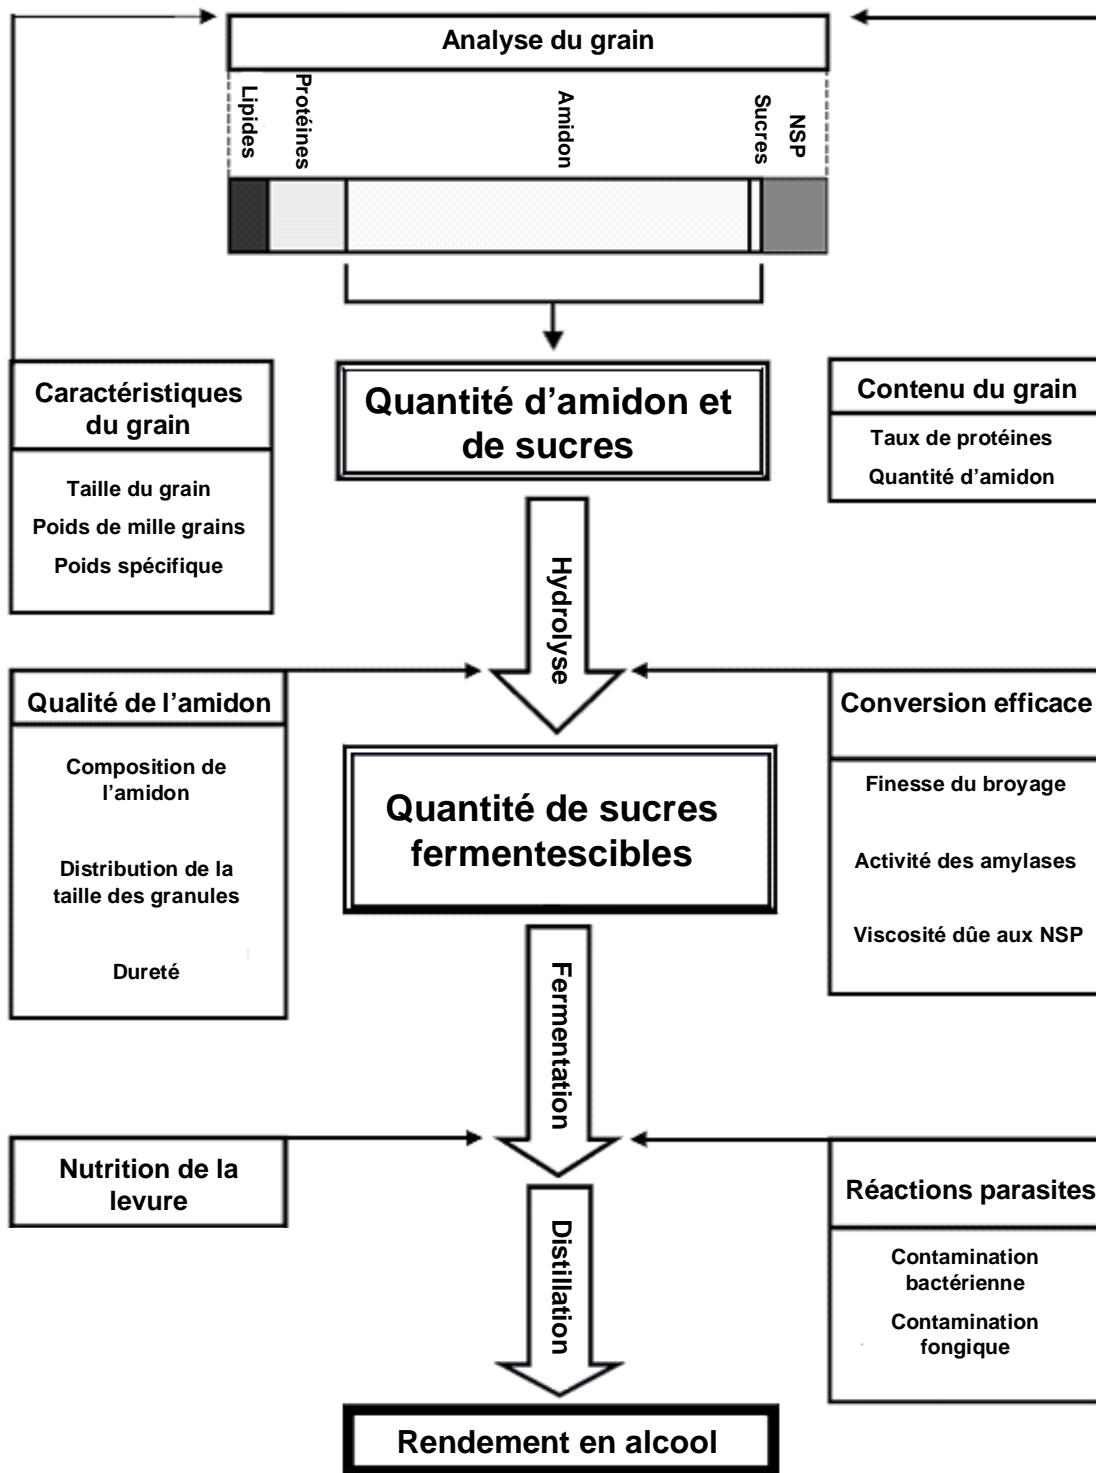 Analyse du grain
Lipides
Protéines
Amidon
Sucres
NSP
Caractéristiques
du grain
Taille du grain
Poids de mille grains
Poids spécifique
Quantité d’amidon et
de sucres
Contenu du grain
Taux de protéines
Quantité d’amidon
Hydrolyse
Qualité de l’amidon
Composition de
l’amidon
Distribution de la
taille des granules
Dureté
Quantité de sucres
fermentescibles
Conversion efficace
Finesse du broyage
Activité des amylases
Viscosité dûe aux NSP
Fermentation
Nutrition de la
levure
Réactions parasites
Contamination
bactérienne
Contamination
fongique
Distillation
Rendement en alcool